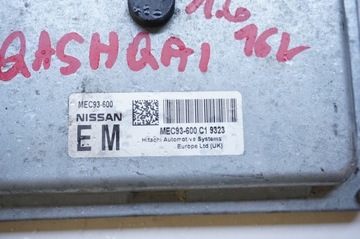 1.6
QASHQAI 16V
MEC93-600
NISSAN
EM
MEC93-600 C1 9323
Hitachi Automotive Systems
Europe Ltd (UK)